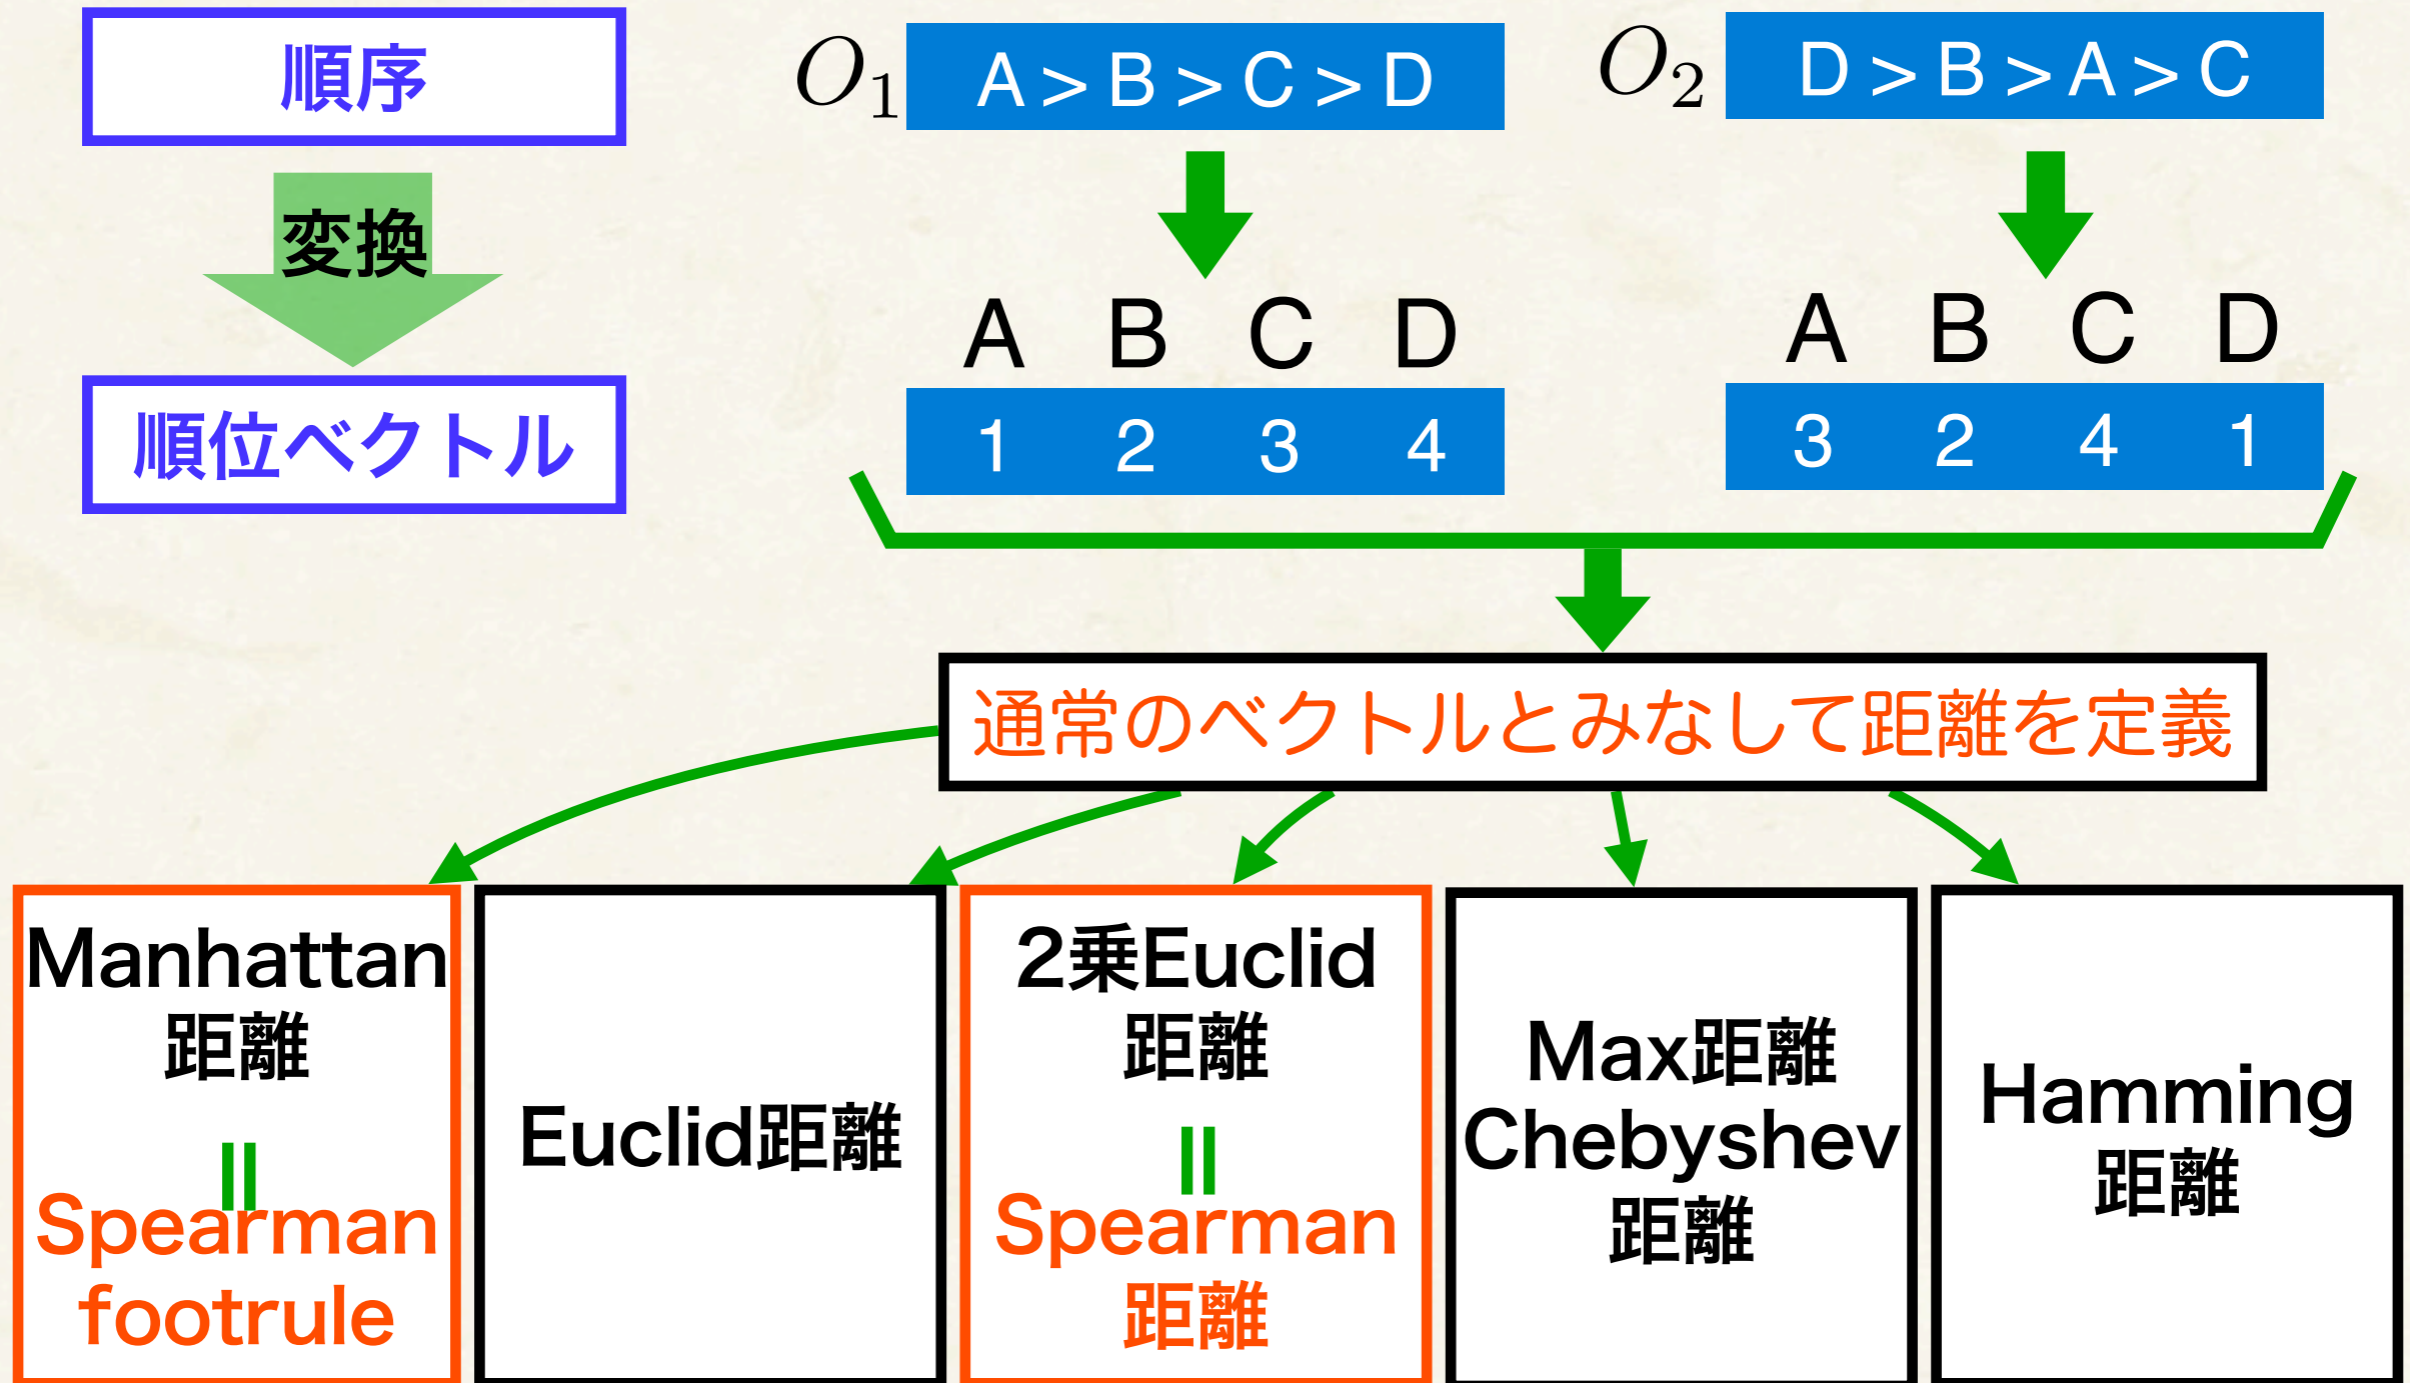 順序
O1
A > B > C > D
O2
D > B > A > C
変換
A B C D
A B C D
順位ベクトル
1 2 3 4
3 2 4 1
通常のベクトルとみなして距離を定義
Manhattan
距離
=
Spearman
footrule
Euclid距離
2乗Euclid
距離
=
Spearman
距離
Max距離
Chebyshev
距離
Hamming
距離